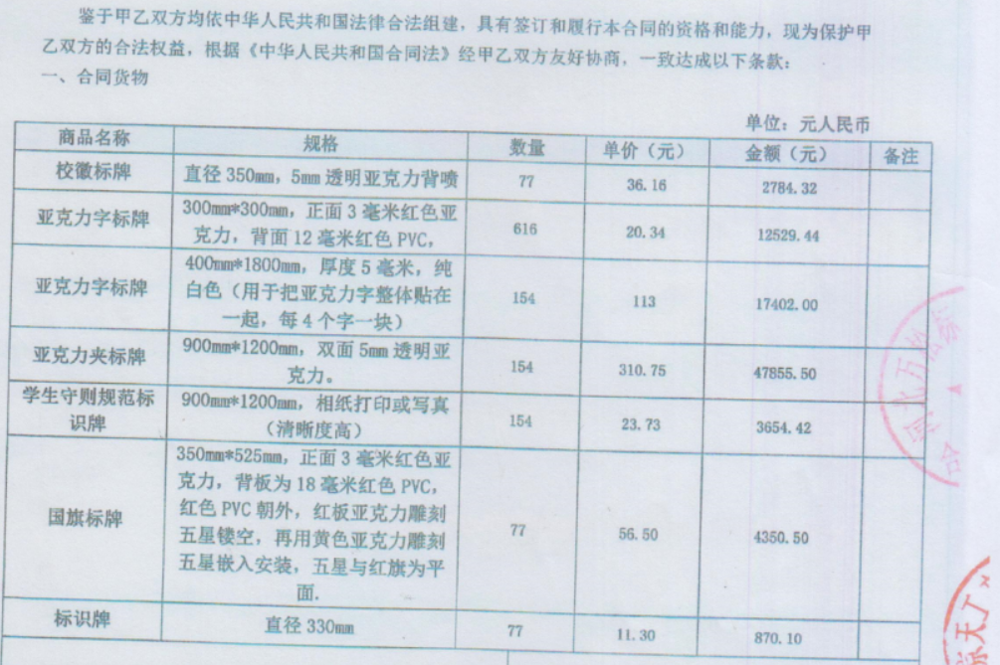 鉴于甲乙双方均依中华人民共和国法律合法组建，具有签订和履行本合同的资格和能力，现为保护甲
乙双方的合法权益，根据《中华人民共和国合同法》经甲乙双方友好协商，一致达成以下条款：
一、合同货物
单位：元人民币
商品名称 规格 数量 单价（元） 金额（元） 备注
校徽标牌 直径 350mm，5mm 透明亚克力背喷 77 36.16 2784.32
亚克力字标牌 300mm*300mm，正面 3 毫米红色亚
克力，背面 12 毫米红色 PVC， 616 20.34 12529.44
亚克力字标牌 400mm*1800mm，厚度 5 毫米，纯
白色（用于把亚克力字整体贴在
一起，每 4 个字一块） 154 113 17402.00
亚克力夹标牌 900mm*1200mm，双面 5mm 透明亚
克力。 154 310.75 47855.50
学生守则规范标
识牌 900mm*1200mm，相纸打印或写真
（清晰度高） 154 23.73 3654.42
国旗标牌 350mm*525mm，正面 3 毫米红色亚
克力，背板为 18 毫米红色 PVC，
红色 PVC 朝外，红板亚克力雕刻
五星镂空，再用黄色亚克力雕刻
五星嵌入安装，五星与红旗为平
面. 77 56.50 4350.50
标识牌 直径 330mm 77 11.30 870.10